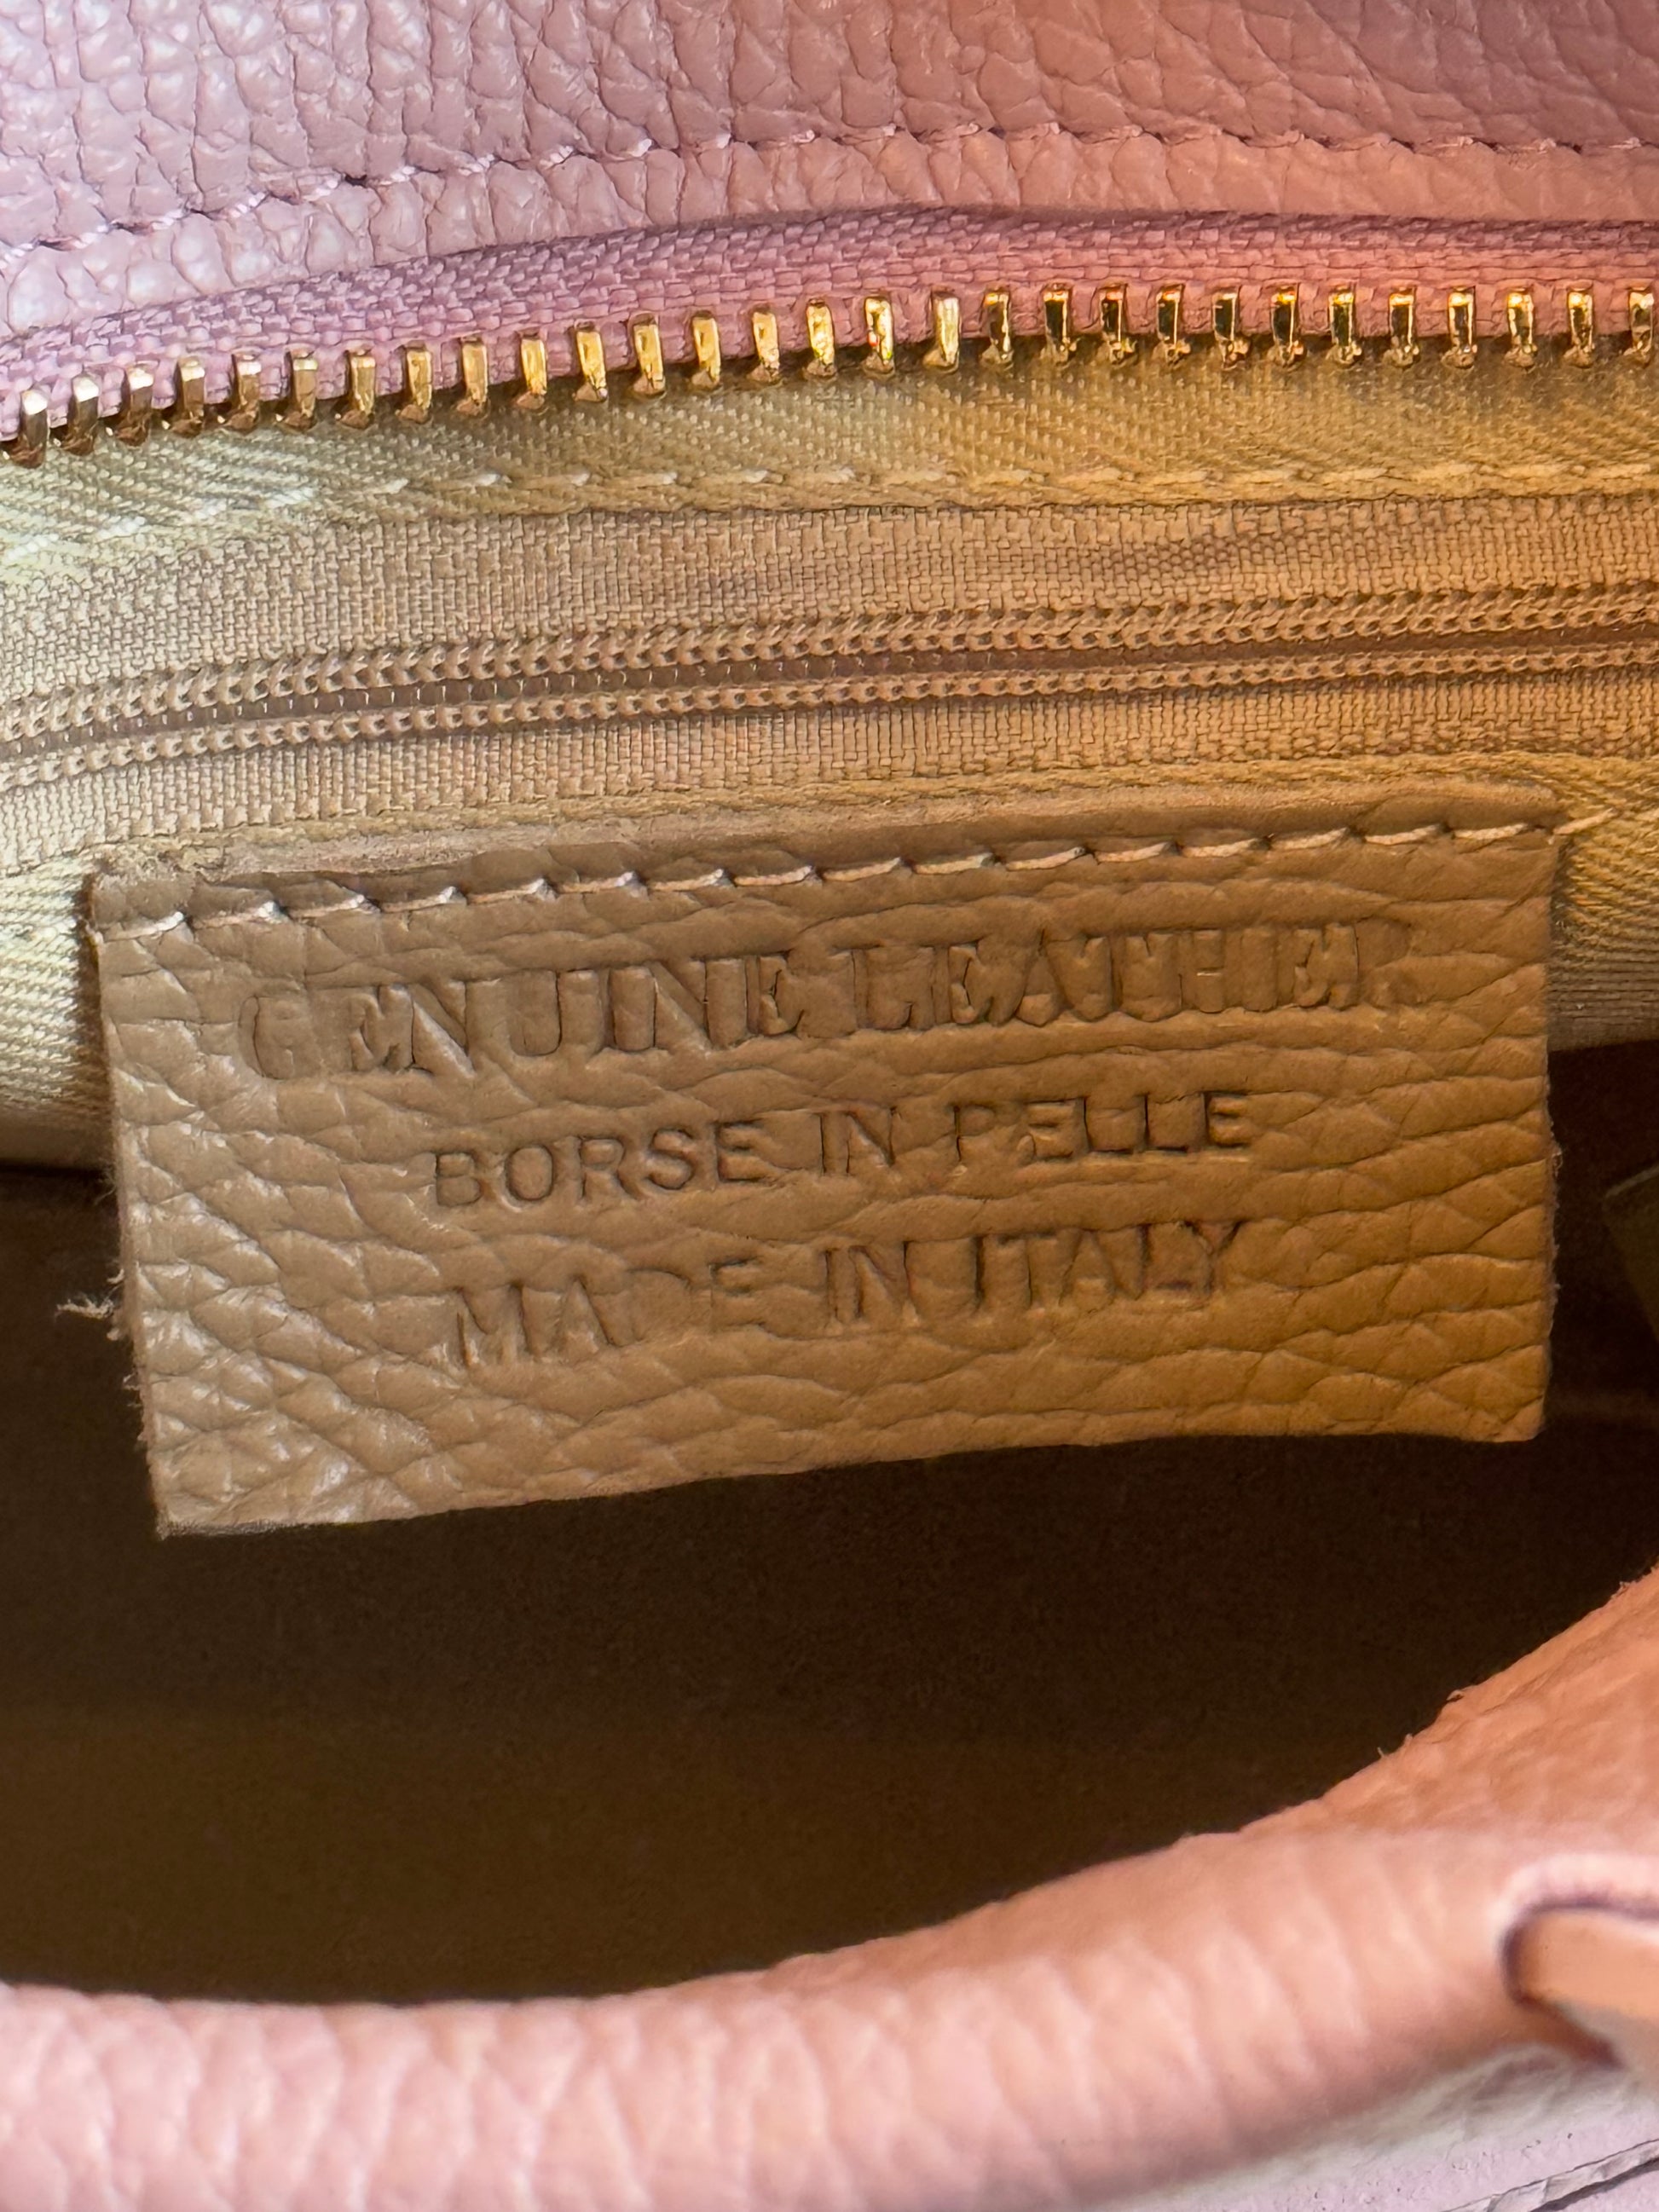 GENUINE LEATHER
BORSE IN PELLE
MADE IN ITALY